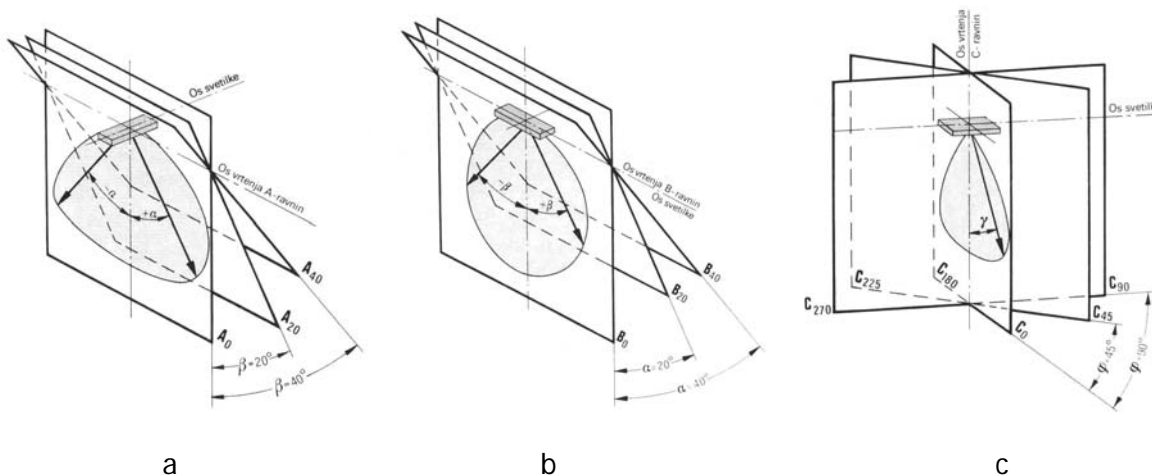 Os svetilke
Os vrtenja A-ravnin
-α
+α
A40
A20
A0
β=20°
β=40°
a
Os vrtenja B-ravnin
Os svetilke
-β
+β
B40
B20
B0
α=20°
α=40°
b
Os vrtenja
C-ravnin
Os svetilke
γ
C225
C180
C270
C90
C45
C0
φ=45°
φ=90°
c